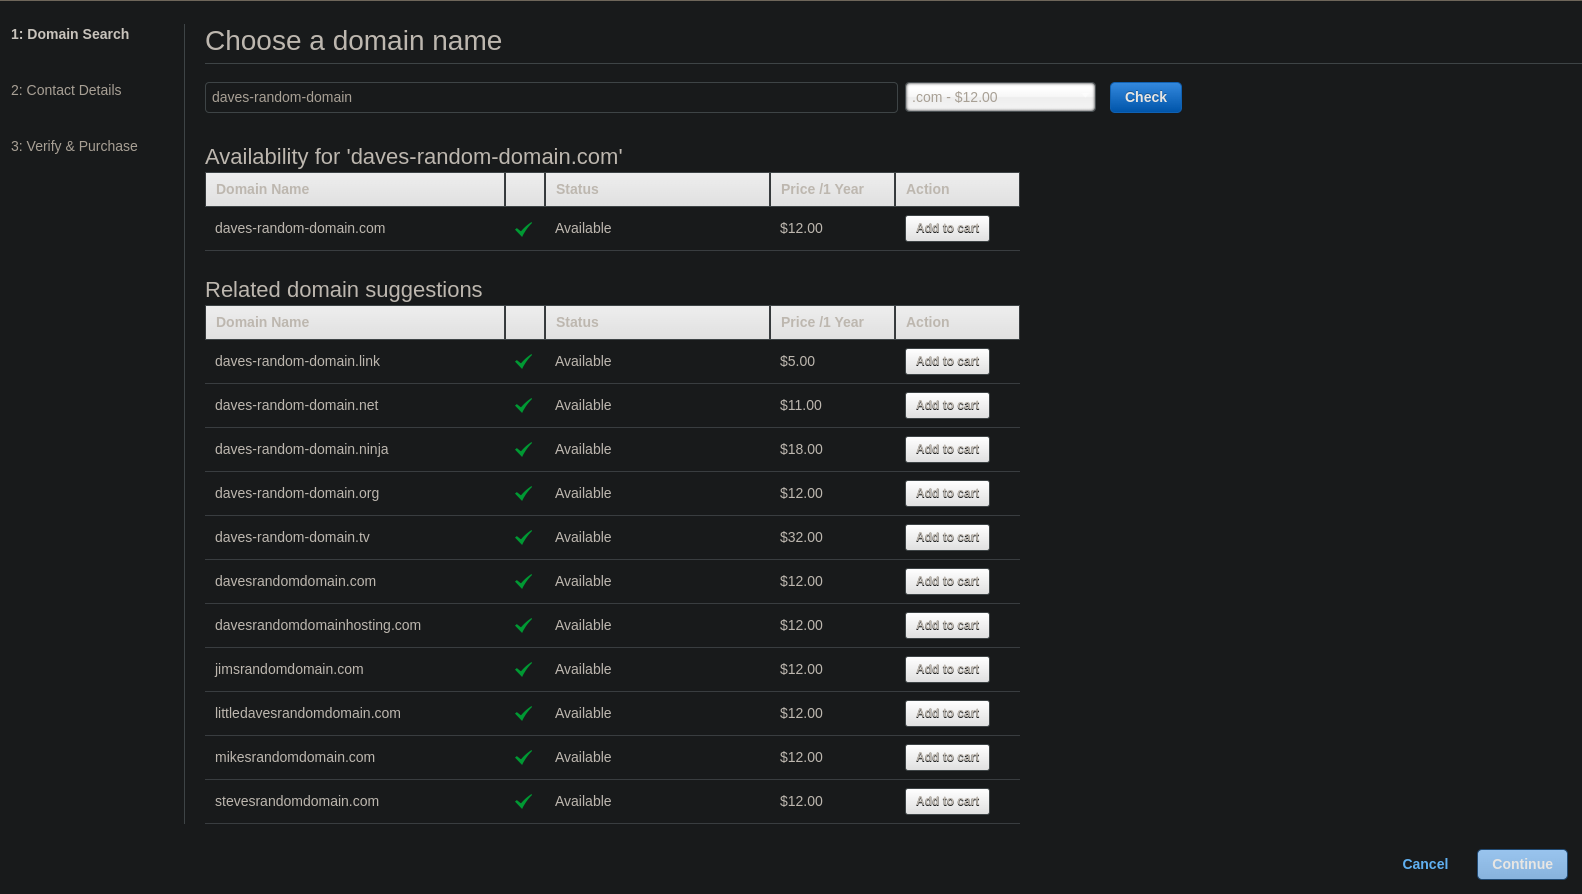 1: Domain Search
2: Contact Details
3: Verify & Purchase
Choose a domain name
daves-random-domain .com - $12.00 Check
Availability for 'daves-random-domain.com'
Domain Name Status Price /1 Year Action
daves-random-domain.com Available $12.00 Add to cart
Related domain suggestions
Domain Name Status Price /1 Year Action
daves-random-domain.link Available $5.00 Add to cart
daves-random-domain.net Available $11.00 Add to cart
daves-random-domain.ninja Available $18.00 Add to cart
daves-random-domain.org Available $12.00 Add to cart
daves-random-domain.tv Available $32.00 Add to cart
davesrandomdomain.com Available $12.00 Add to cart
davesrandomdomainhosting.com Available $12.00 Add to cart
jimsrandomdomain.com Available $12.00 Add to cart
littledavesrandomdomain.com Available $12.00 Add to cart
mikesrandomdomain.com Available $12.00 Add to cart
stevesrandomdomain.com Available $12.00 Add to cart
Cancel Continue